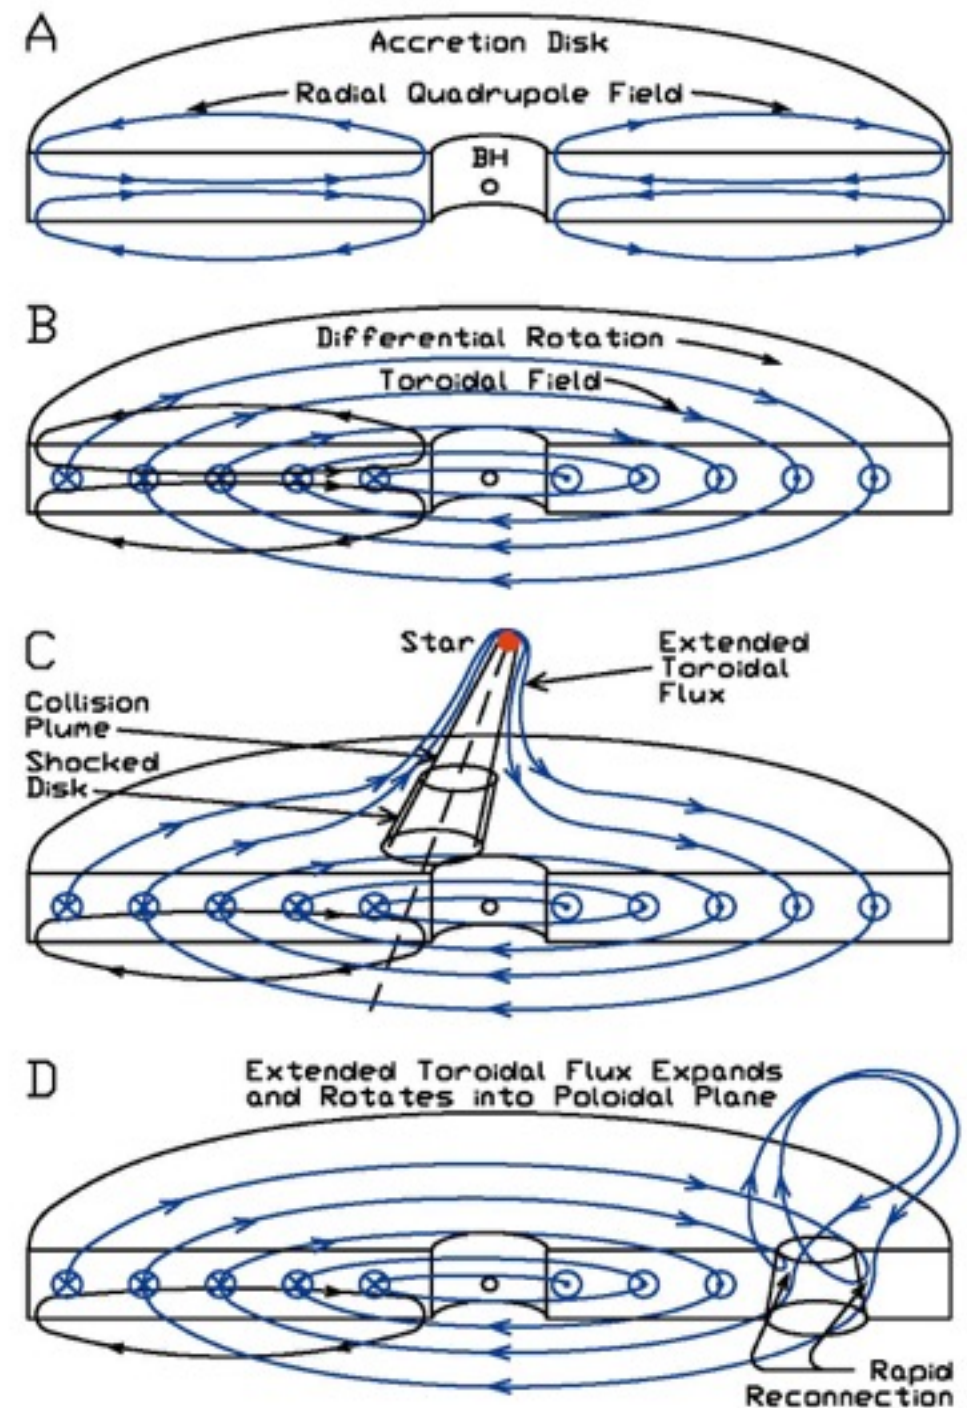 A
Accretion Disk
Radial Quadrupole Field
BH
B
Differential Rotation
Toroidal Field
C
Star
Extended
Toroidal
Flux
Collision
Plume
Shocked
Disk
D
Extended Toroidal Flux Expands
and Rotates into Poloidal Plane
Rapid
Reconnection